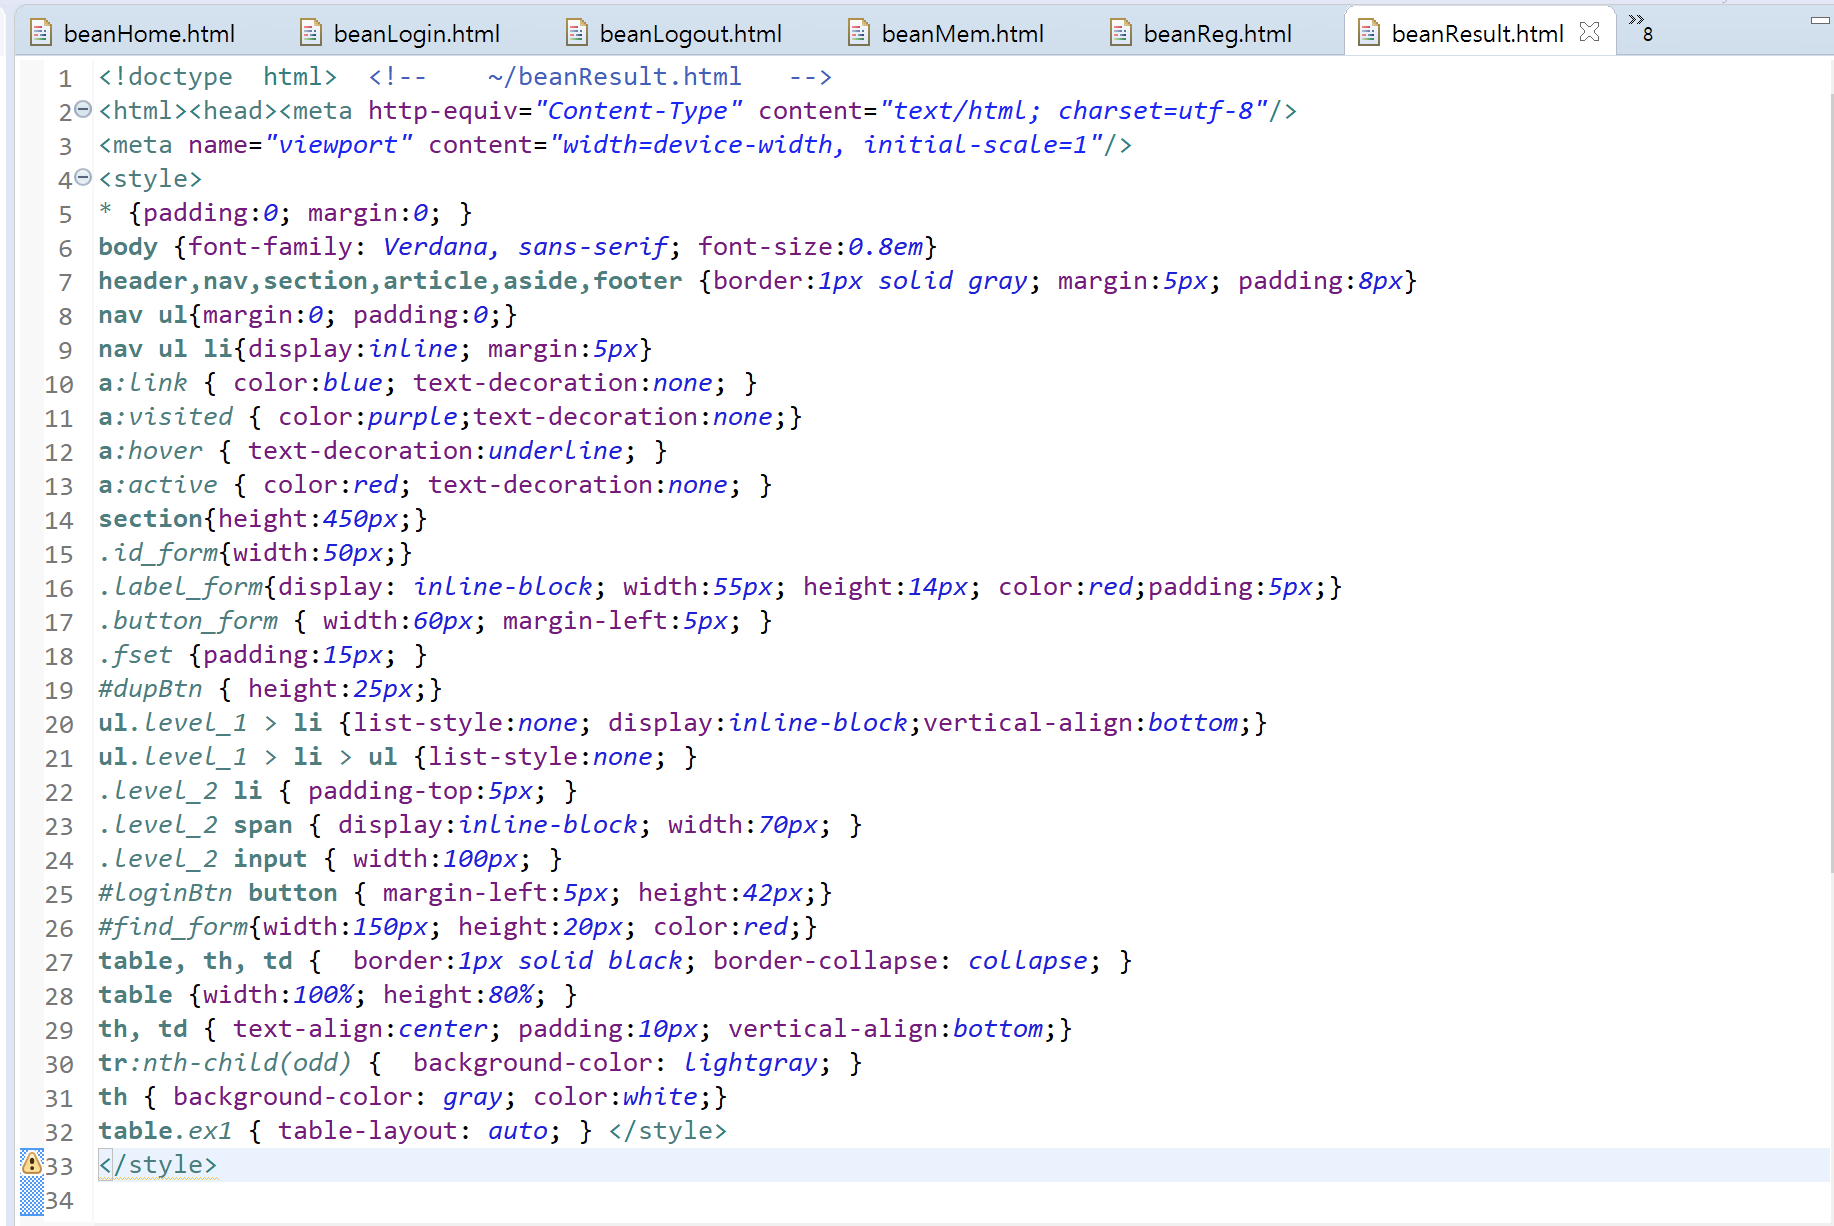 beanHome.html beanLogin.html beanLogout.html beanMem.html beanReg.html beanResult.html »8
1 <!doctype  html>  <!--    ~/beanResult.html   -->
2 <html><head><meta http-equiv="Content-Type" content="text/html; charset=utf-8"/>
3 <meta name="viewport" content="width=device-width, initial-scale=1"/>
4 <style>
5 * {padding:0; margin:0; }
6 body {font-family: Verdana, sans-serif; font-size:0.8em}
7 header,nav,section,article,aside,footer {border:1px solid gray; margin:5px; padding:8px}
8 nav ul{margin:0; padding:0;}
9 nav ul li{display:inline; margin:5px}
10 a:link { color:blue; text-decoration:none; }
11 a:visited { color:purple;text-decoration:none;}
12 a:hover { text-decoration:underline; }
13 a:active { color:red; text-decoration:none; }
14 section{height:450px;}
15 .id_form{width:50px;}
16 .label_form{display: inline-block; width:55px; height:14px; color:red;padding:5px;}
17 .button_form { width:60px; margin-left:5px; }
18 .fset {padding:15px; }
19 #dupBtn { height:25px;}
20 ul.level_1 > li {list-style:none; display:inline-block;vertical-align:bottom;}
21 ul.level_1 > li > ul {list-style:none; }
22 .level_2 li { padding-top:5px; }
23 .level_2 span { display:inline-block; width:70px; }
24 .level_2 input { width:100px; }
25 #loginBtn button { margin-left:5px; height:42px;}
26 #find_form{width:150px; height:20px; color:red;}
27 table, th, td {  border:1px solid black; border-collapse: collapse; }
28 table {width:100%; height:80%; }
29 th, td { text-align:center; padding:10px; vertical-align:bottom;}
30 tr:nth-child(odd) {  background-color: lightgray; }
31 th { background-color: gray; color:white;}
32 table.ex1 { table-layout: auto; } </style>
33 </style>
34